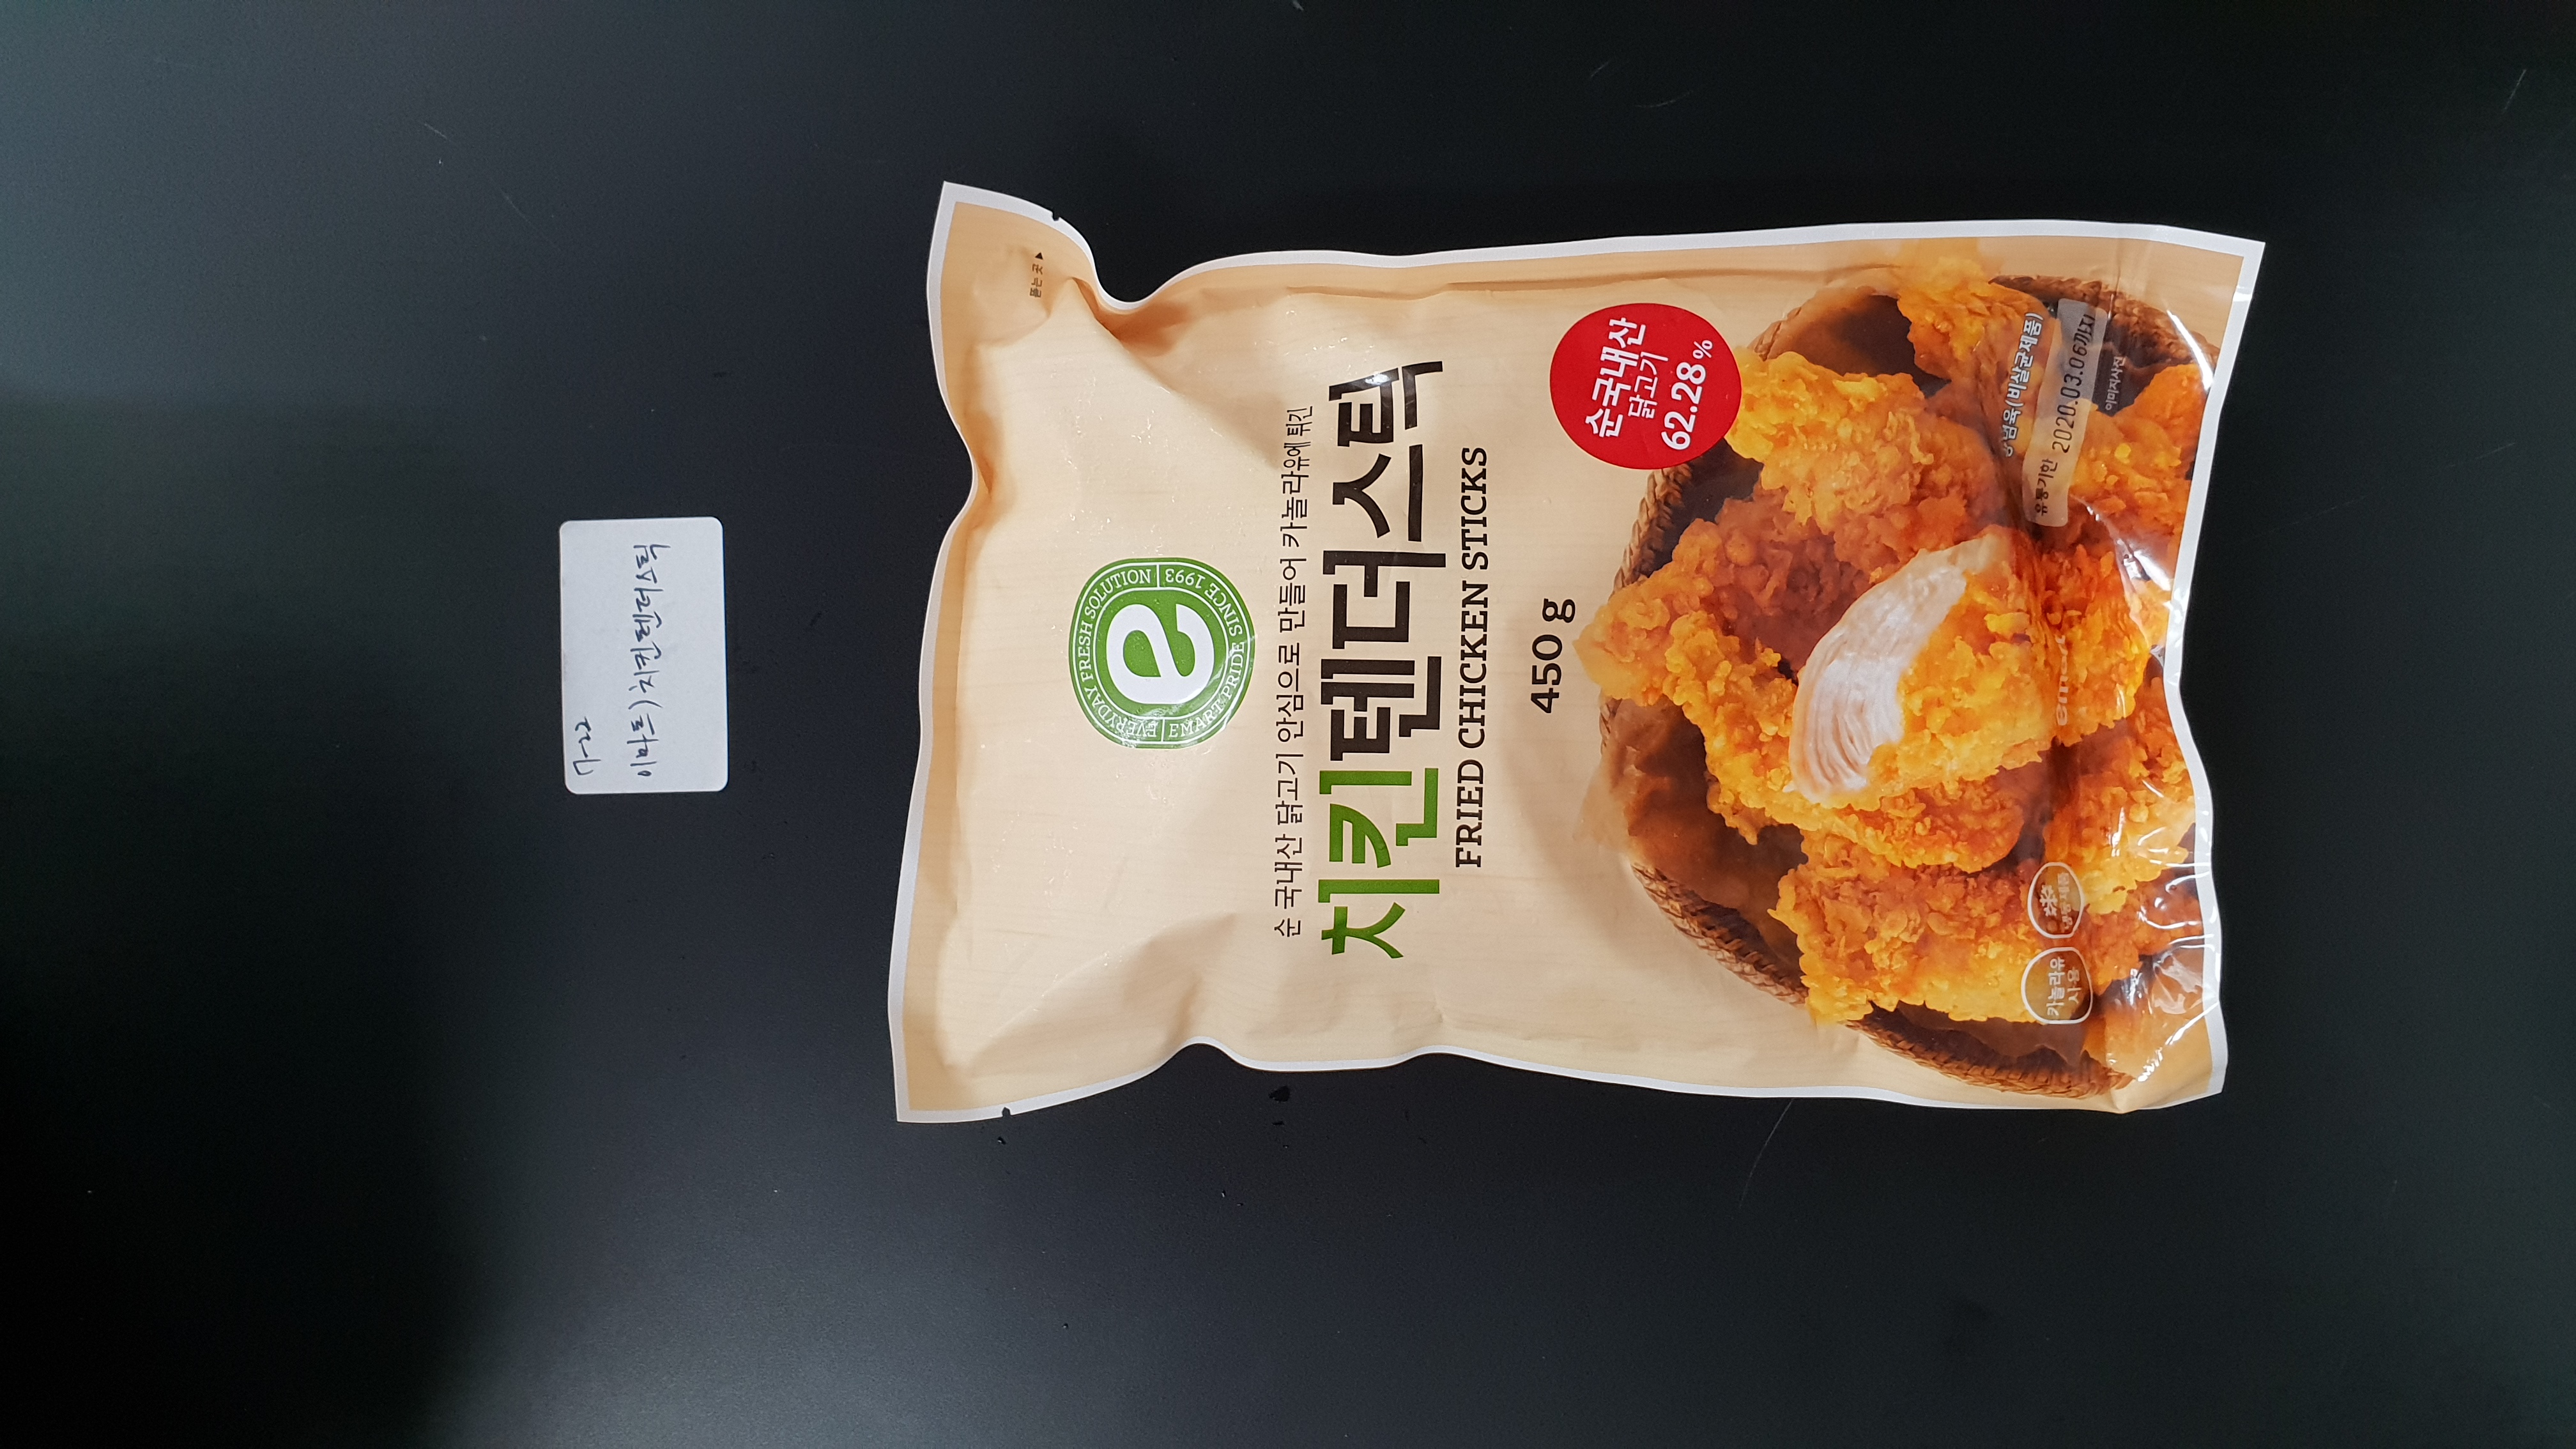 7-22
이마트) 치킨텐더스틱
뜯는 곳 ▶
EVERYDAY FRESH SOLUTION
e
EMART PRIDE SINCE 1993
순 국내산 닭고기 안심으로 만들어 카놀라유에 튀긴
치킨텐더스틱
FRIED CHICKEN STICKS
450 g
순국내산
닭고기
62.28%
양념육(비살균제품)
유통기한 2020.03.06까지
이미지사진
카놀라유
사용
냉동제품
emart